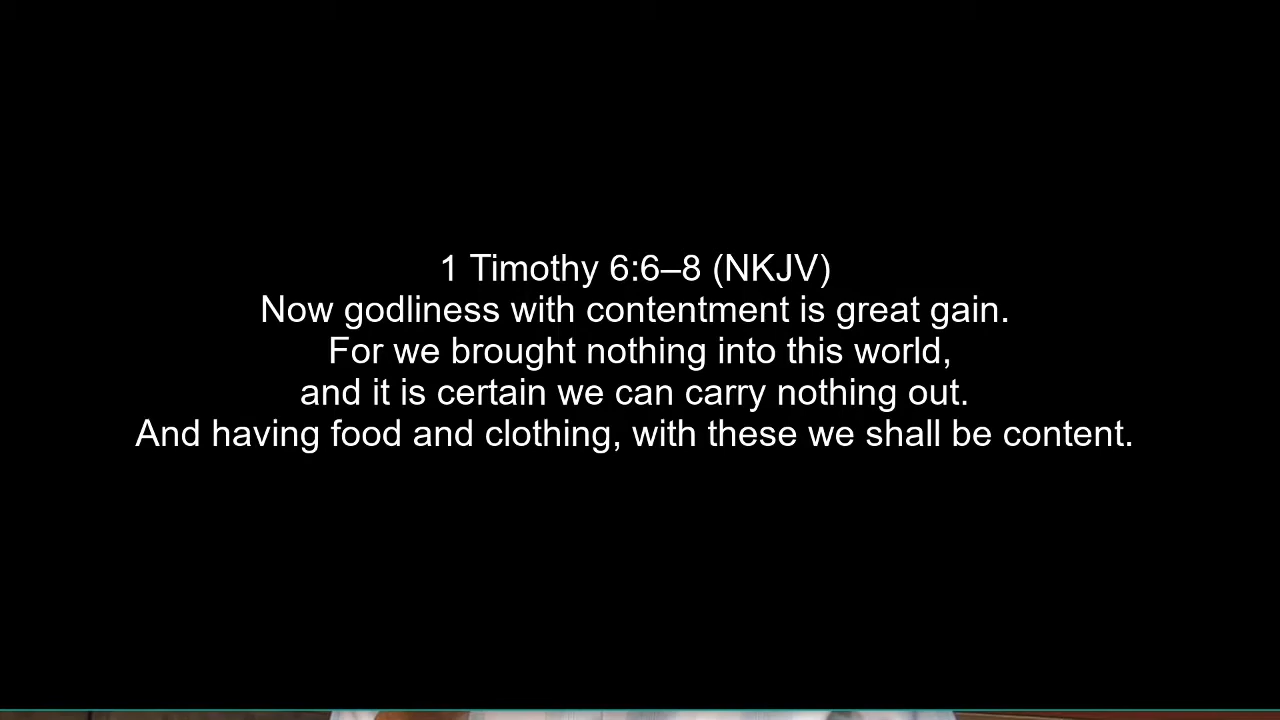 1 Timothy 6:6–8 (NKJV)
Now godliness with contentment is great gain.
For we brought nothing into this world,
and it is certain we can carry nothing out.
And having food and clothing, with these we shall be content.